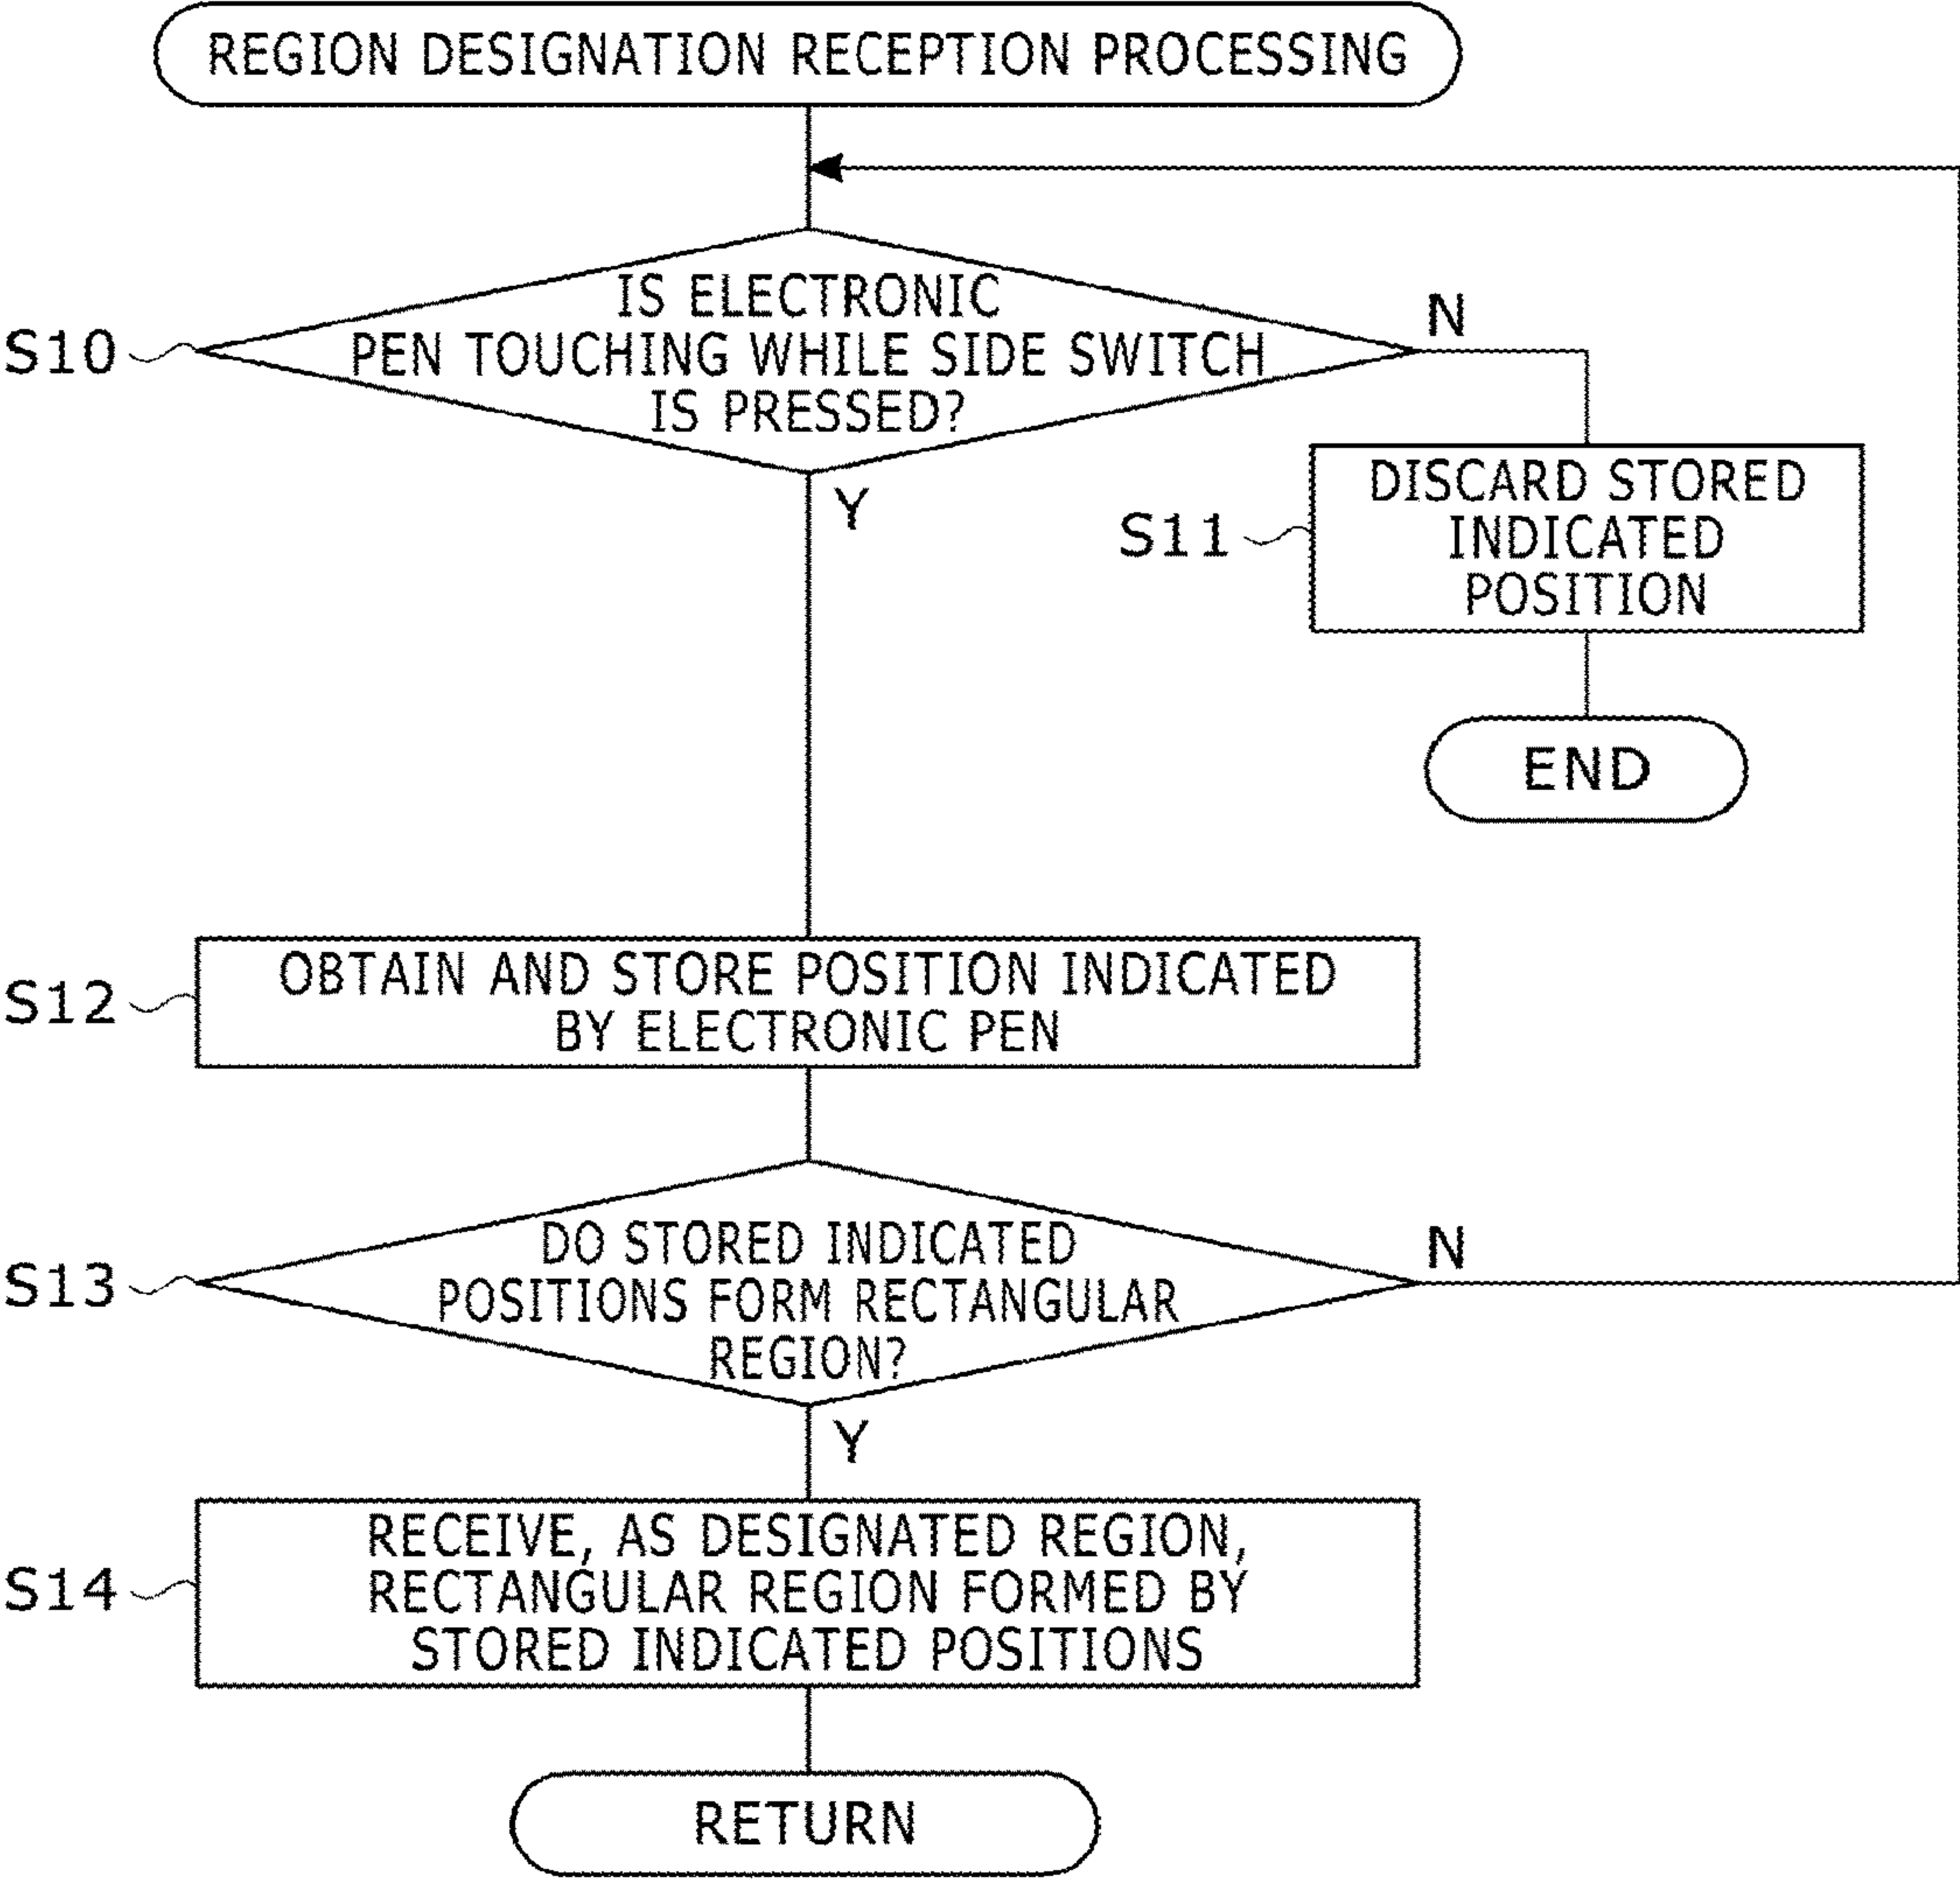 REGION DESIGNATION RECEPTION PROCESSING
S10
IS ELECTRONIC
PEN TOUCHING WHILE SIDE SWITCH
IS PRESSED?
N
Y
S11
DISCARD STORED
INDICATED
POSITION
END
S12
OBTAIN AND STORE POSITION INDICATED
BY ELECTRONIC PEN
S13
DO STORED INDICATED
POSITIONS FORM RECTANGULAR
REGION?
N
Y
S14
RECEIVE, AS DESIGNATED REGION,
RECTANGULAR REGION FORMED BY
STORED INDICATED POSITIONS
RETURN